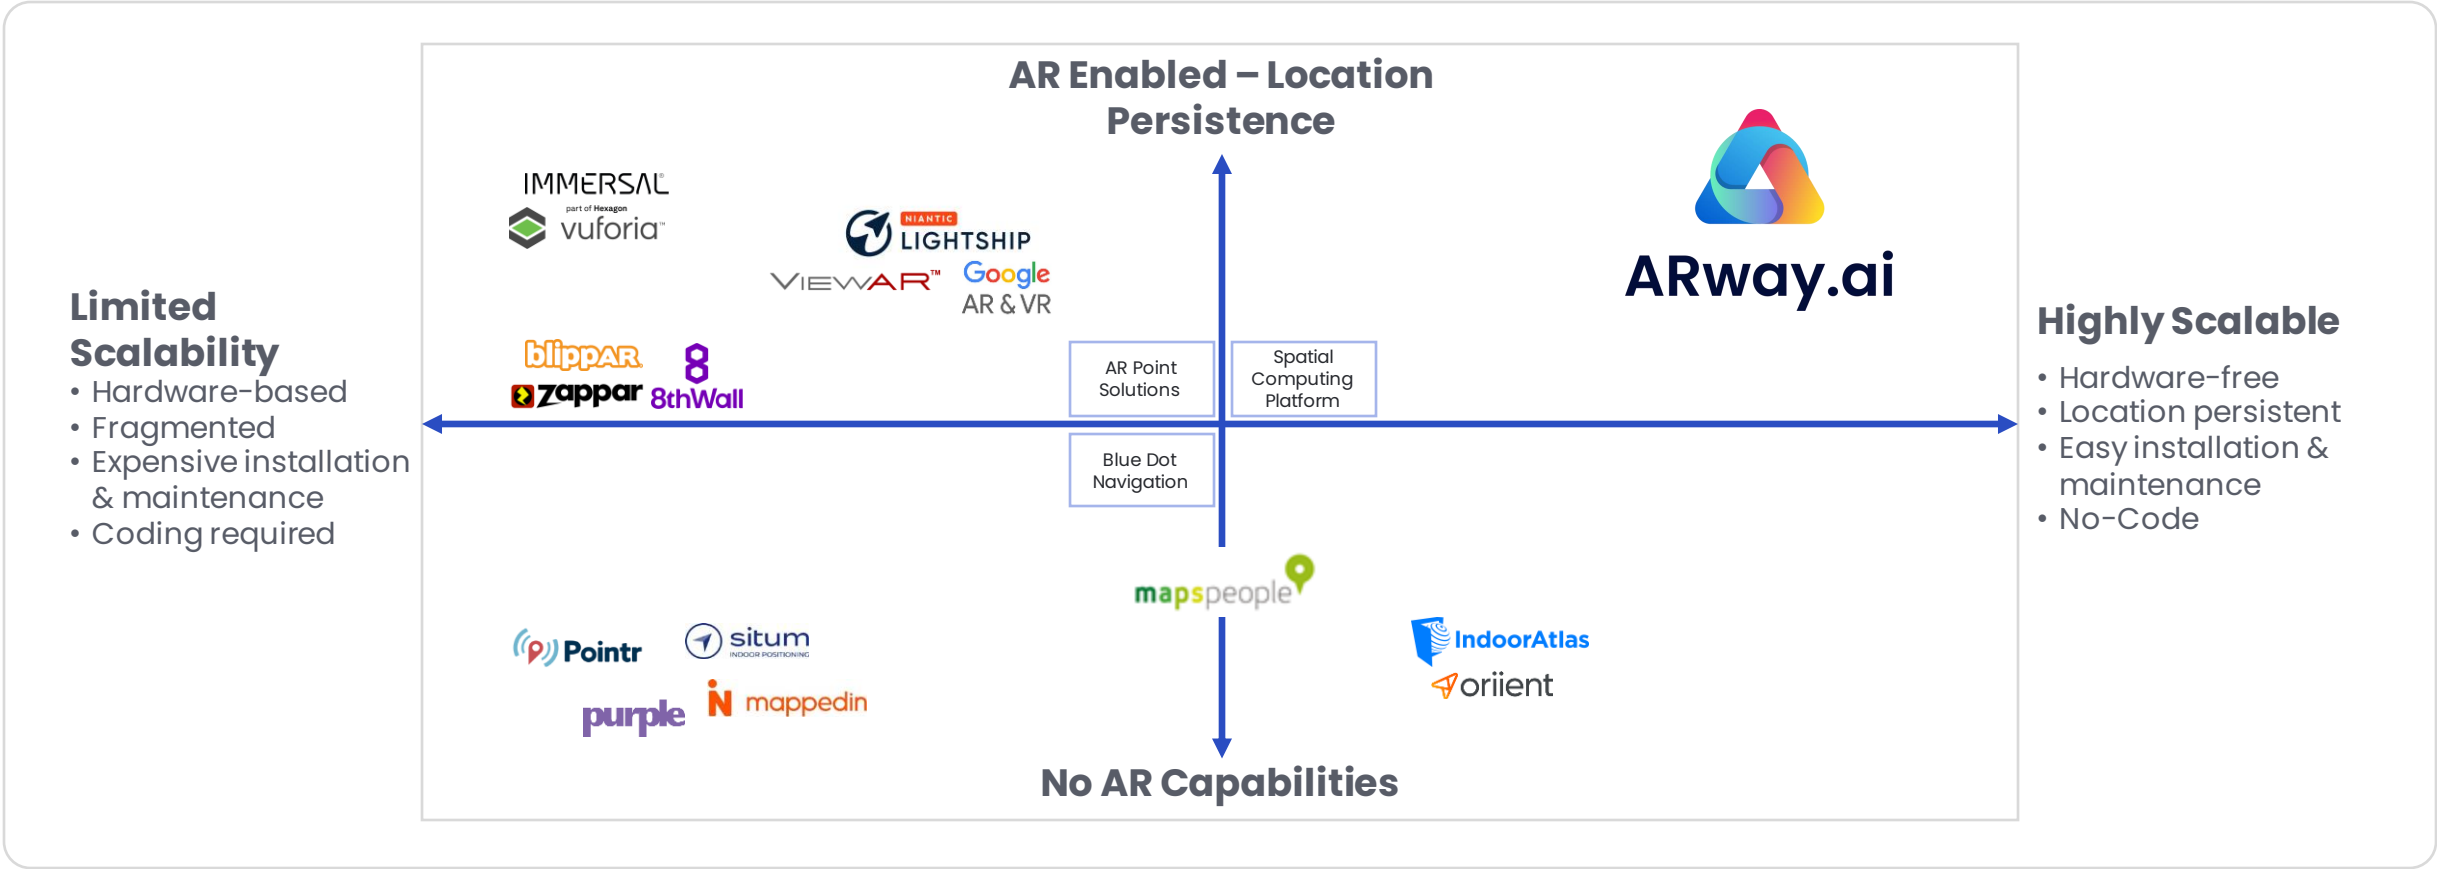 AR Enabled – Location
Persistence
IMMERSAL®
part of Hexagon
vuforia™
NIANTIC
LIGHTSHIP
VIEWAR™
Google
AR & VR
ARway.ai
Limited
Scalability
• Hardware-based
• Fragmented
• Expensive installation
& maintenance
• Coding required
blippAR
zappar
8thWall
AR Point
Solutions
Spatial
Computing
Platform
Blue Dot
Navigation
Highly Scalable
• Hardware-free
• Location persistent
• Easy installation &
maintenance
• No-Code
mapspeople
Pointr
situm
INDOOR POSITIONING
purple
IN mappedin
IndoorAtlas
oriient
No AR Capabilities